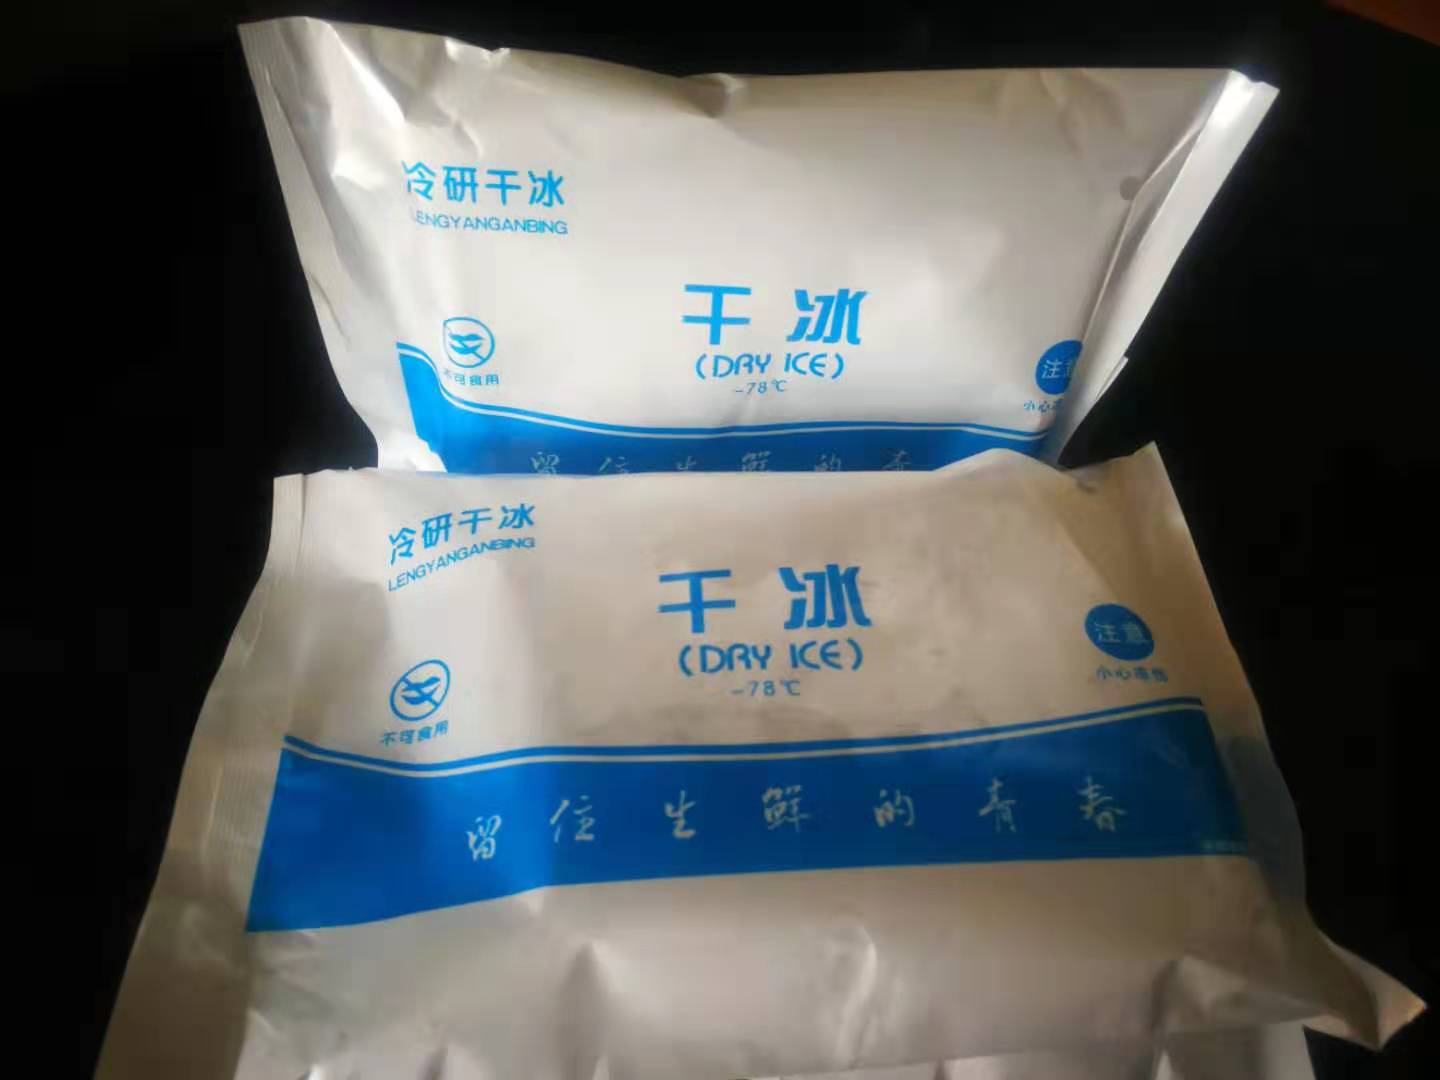 冷研干冰
LENGYANGANBING
干冰
(DRY ICE)
-78℃
不可食用
注意
小心冻
留住生鲜的青
冷研干冰
LENGYANGANBING
干冰
(DRY ICE)
-78℃
注意
小心冻伤
不可食用
留住生鲜的青春